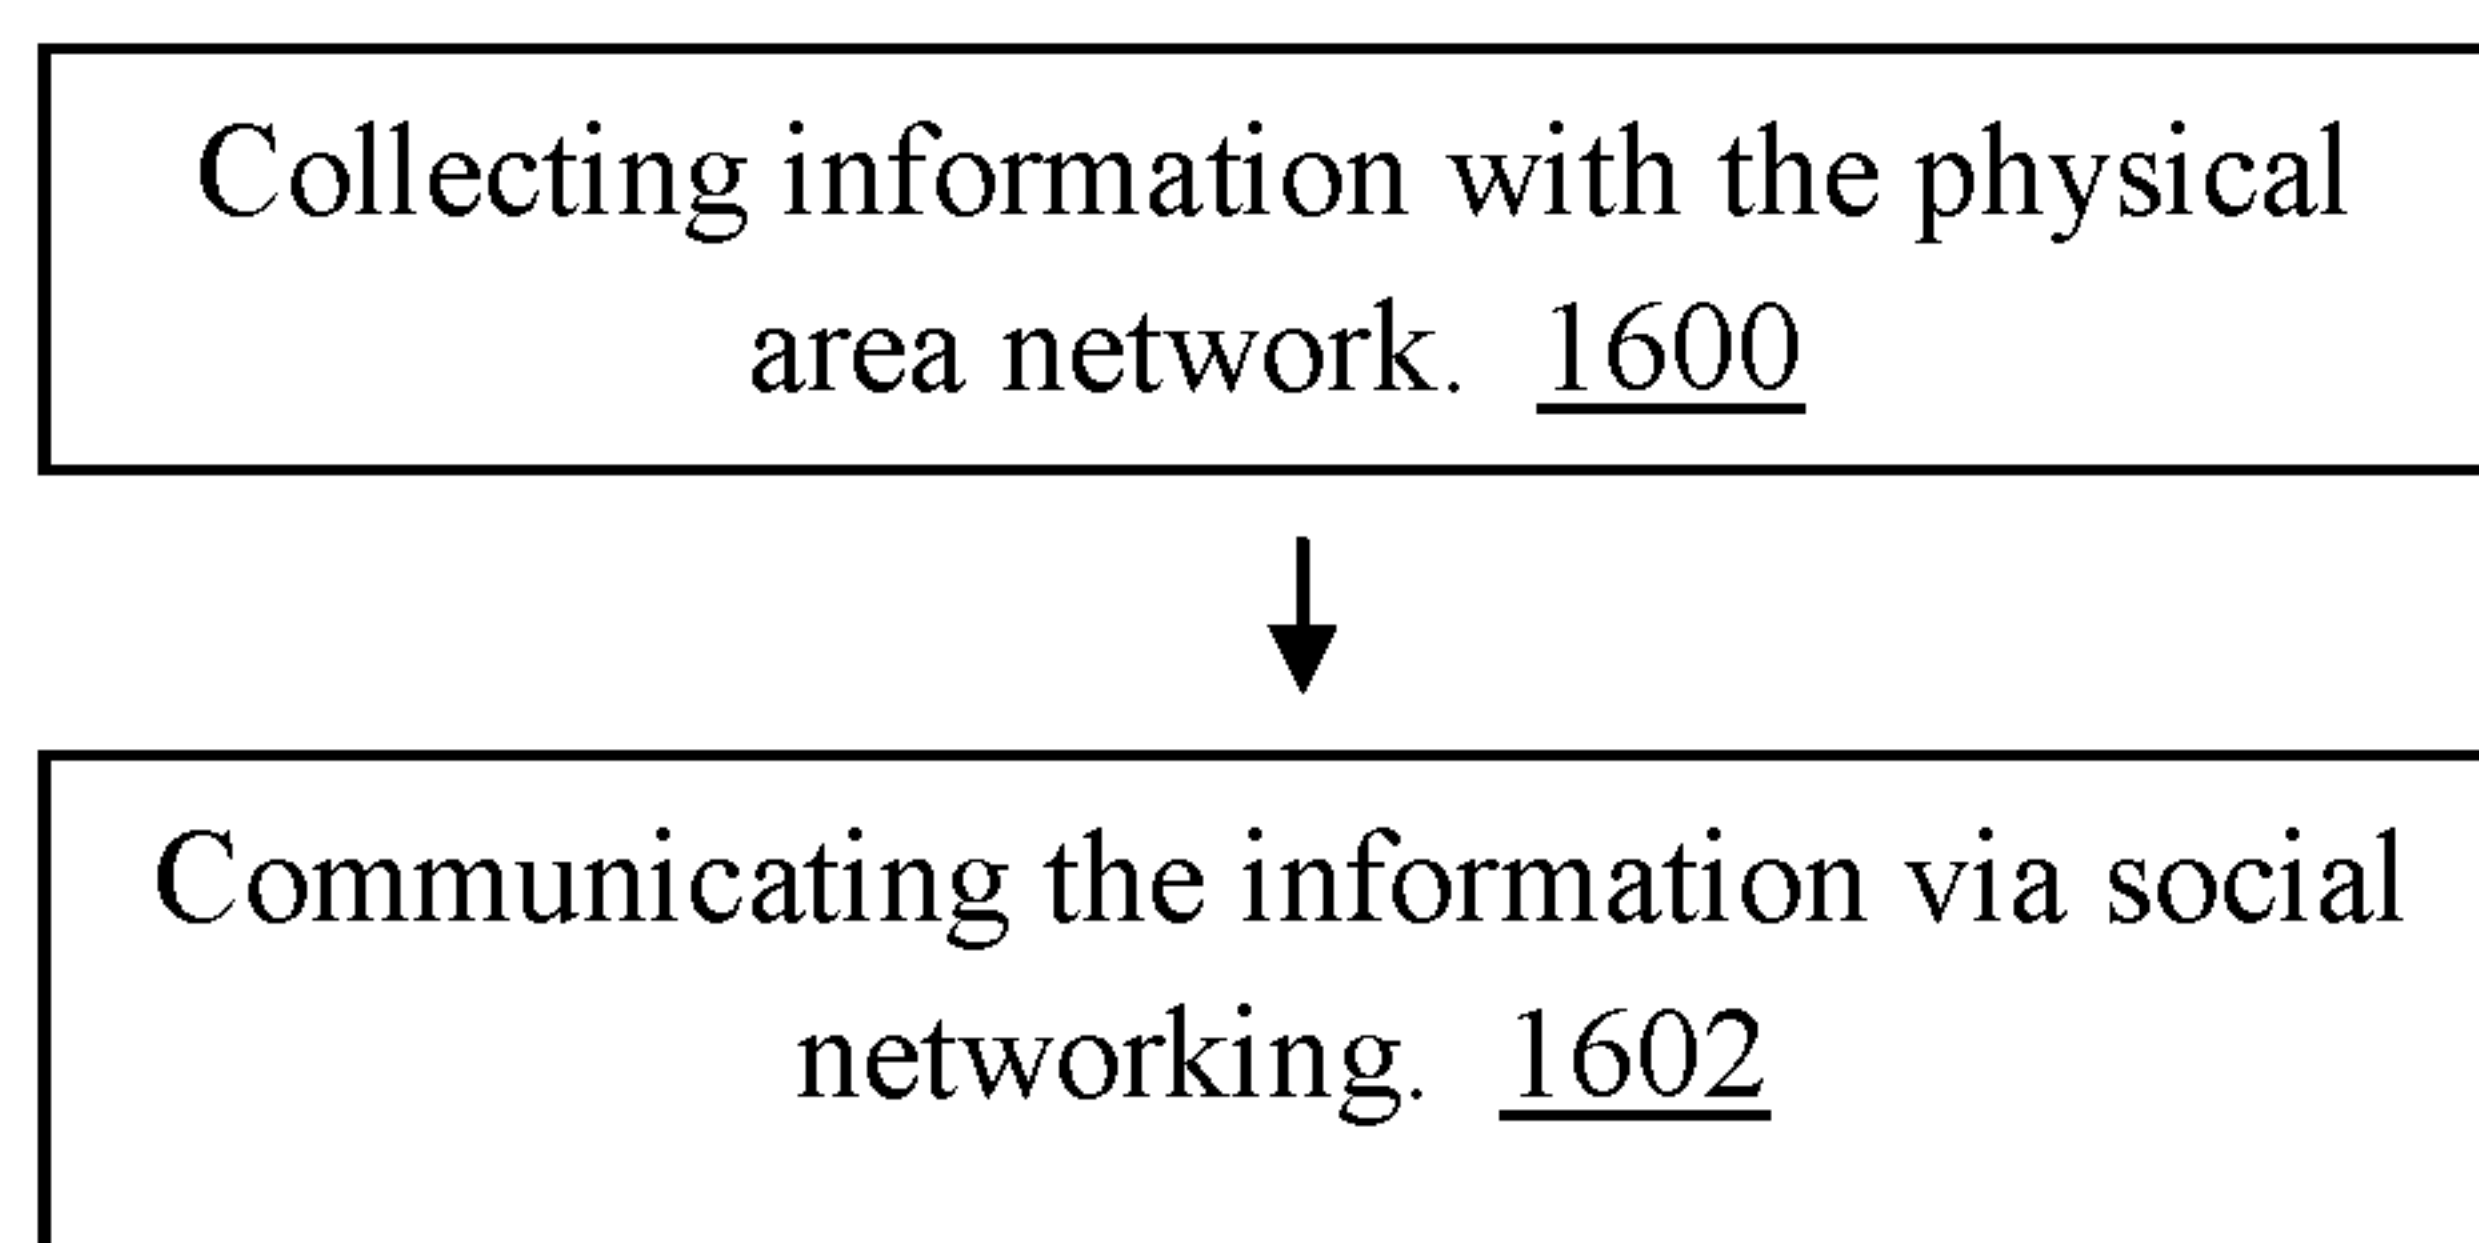 Collecting information with the physical
area network. 1600
Communicating the information via social
networking. 1602